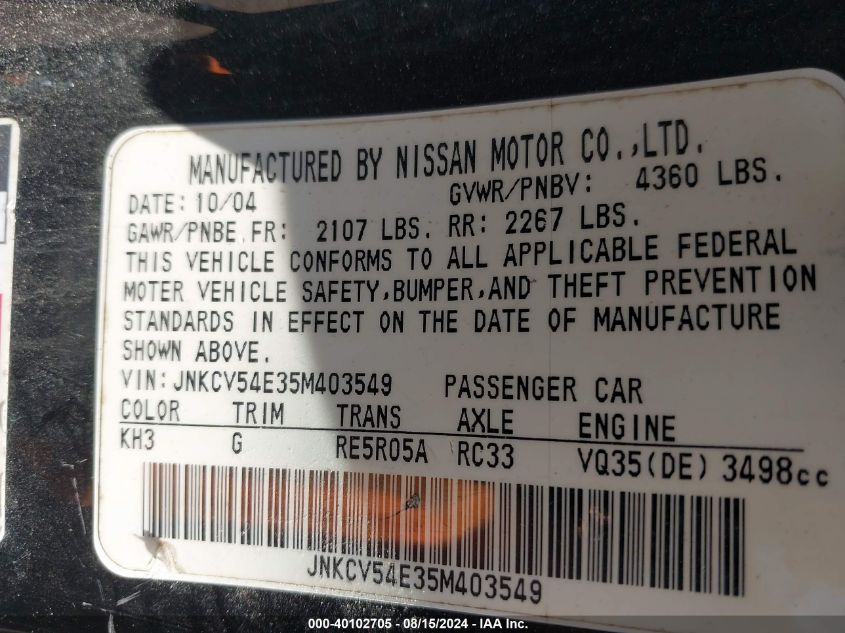 MANUFACTURED BY NISSAN MOTOR CO.,LTD.
DATE: 10/04 GVWR/PNBV: 4360 LBS.
GAWR/PNBE FR: 2107 LBS. RR: 2267 LBS.
THIS VEHICLE CONFORMS TO ALL APPLICABLE FEDERAL
MOTER VEHICLE SAFETY,BUMPER,AND THEFT PREVENTION
STANDARDS IN EFFECT ON THE DATE OF MANUFACTURE
SHOWN ABOVE.
VIN: JNKCV54E35M403549 PASSENGER CAR
COLOR TRIM TRANS AXLE ENGINE
KH3 G RE5R05A RC33 VQ35(DE) 3498cc
JNKCV54E35M403549
000-40102705 - 08/15/2024 - IAA Inc.